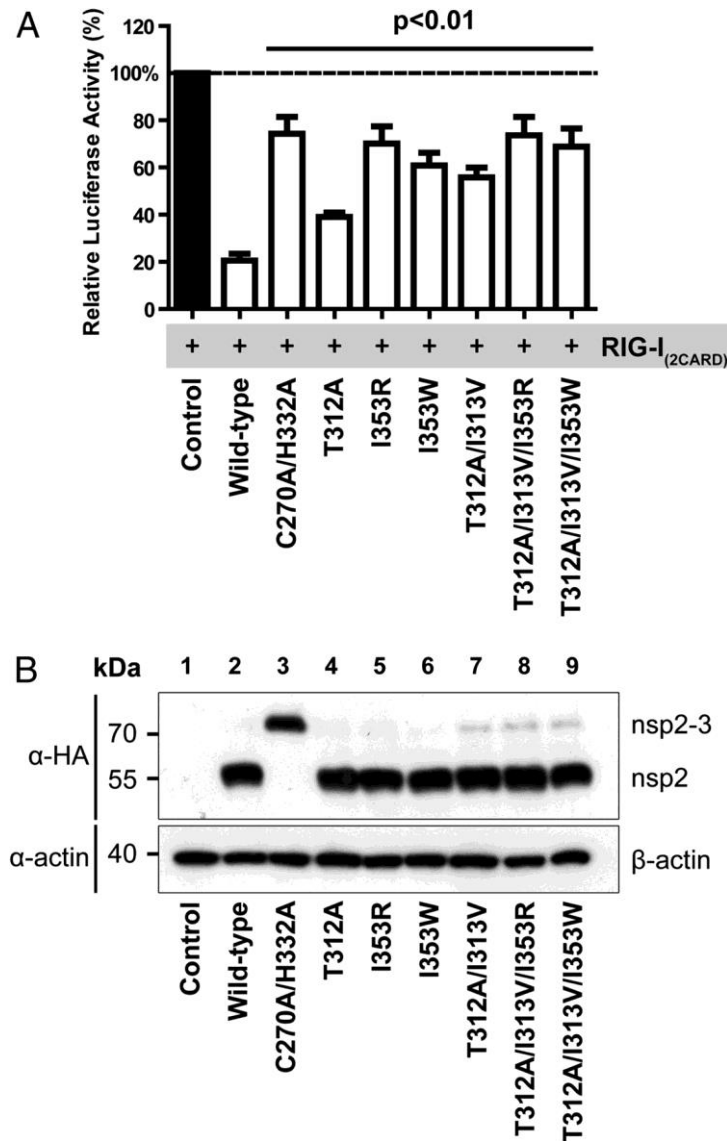 A
Relative Luciferase Activity (%)
p<0.01
120
100%
80
60
40
20
0
+ + + + + + + + + RIG-I(2CARD)
Control
Wild-type
C270A/H332A
T312A
I353R
I353W
T312A/I313V
T312A/I313V/I353R
T312A/I313V/I353W
B
kDa 1 2 3 4 5 6 7 8 9
α-HA
70
nsp2-3
55
nsp2
α-actin
40
β-actin
Control
Wild-type
C270A/H332A
T312A
I353R
I353W
T312A/I313V
T312A/I313V/I353R
T312A/I313V/I353W